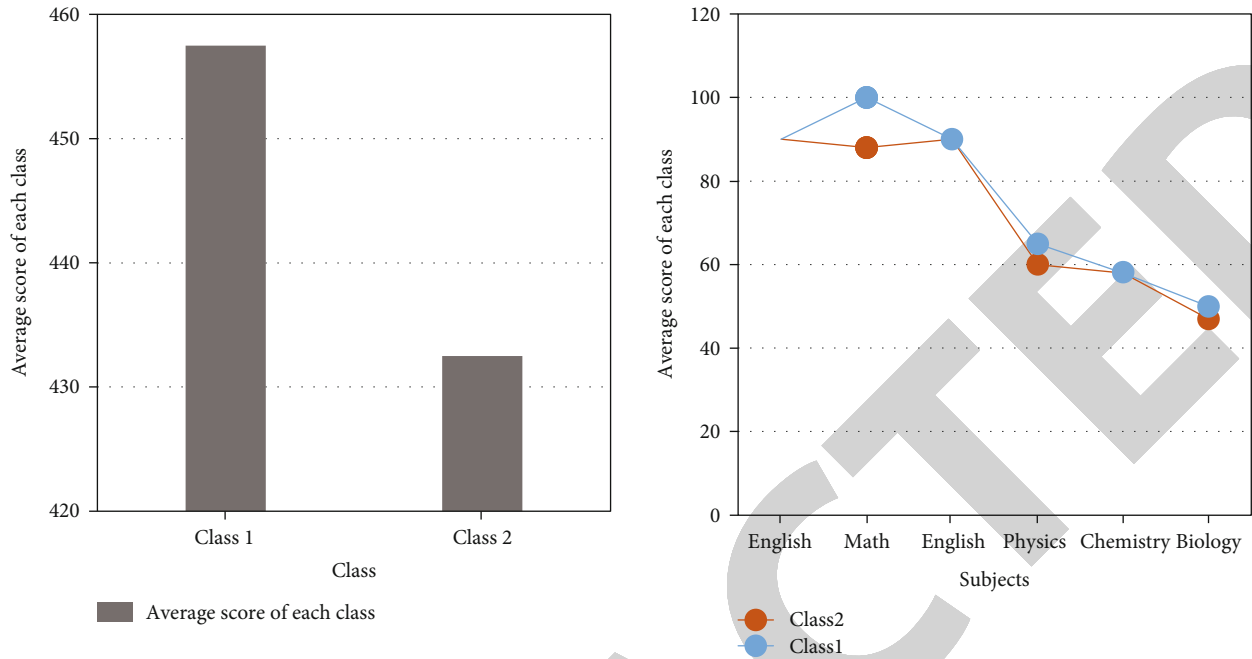 460
450
440
430
420
Average score of each class
Class 1
Class 2
Class
Average score of each class
120
100
80
60
40
20
0
Average score of each class
English
Math
English
Physics
Chemistry
Biology
Subjects
Class2
Class1
CTED